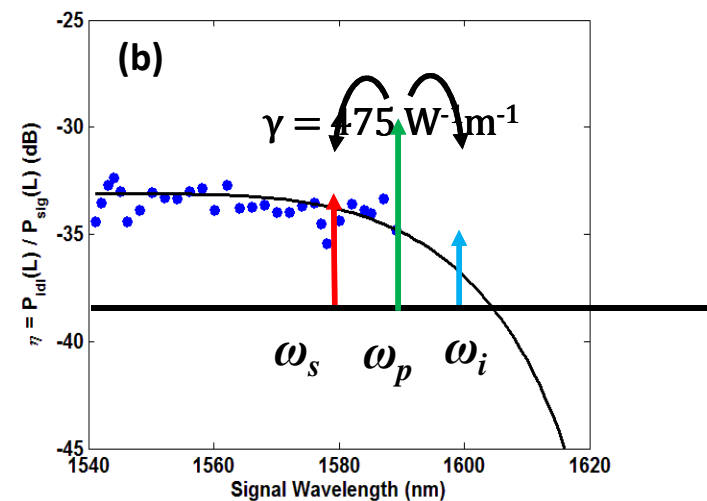 -25
(b)
-30
γ = 475 W⁻¹m⁻¹
-35
-40
-45
η = P_idl(L) / P_sig(L) (dB)
ω_s ω_p ω_i
1540 1560 1580 1600 1620
Signal Wavelength (nm)